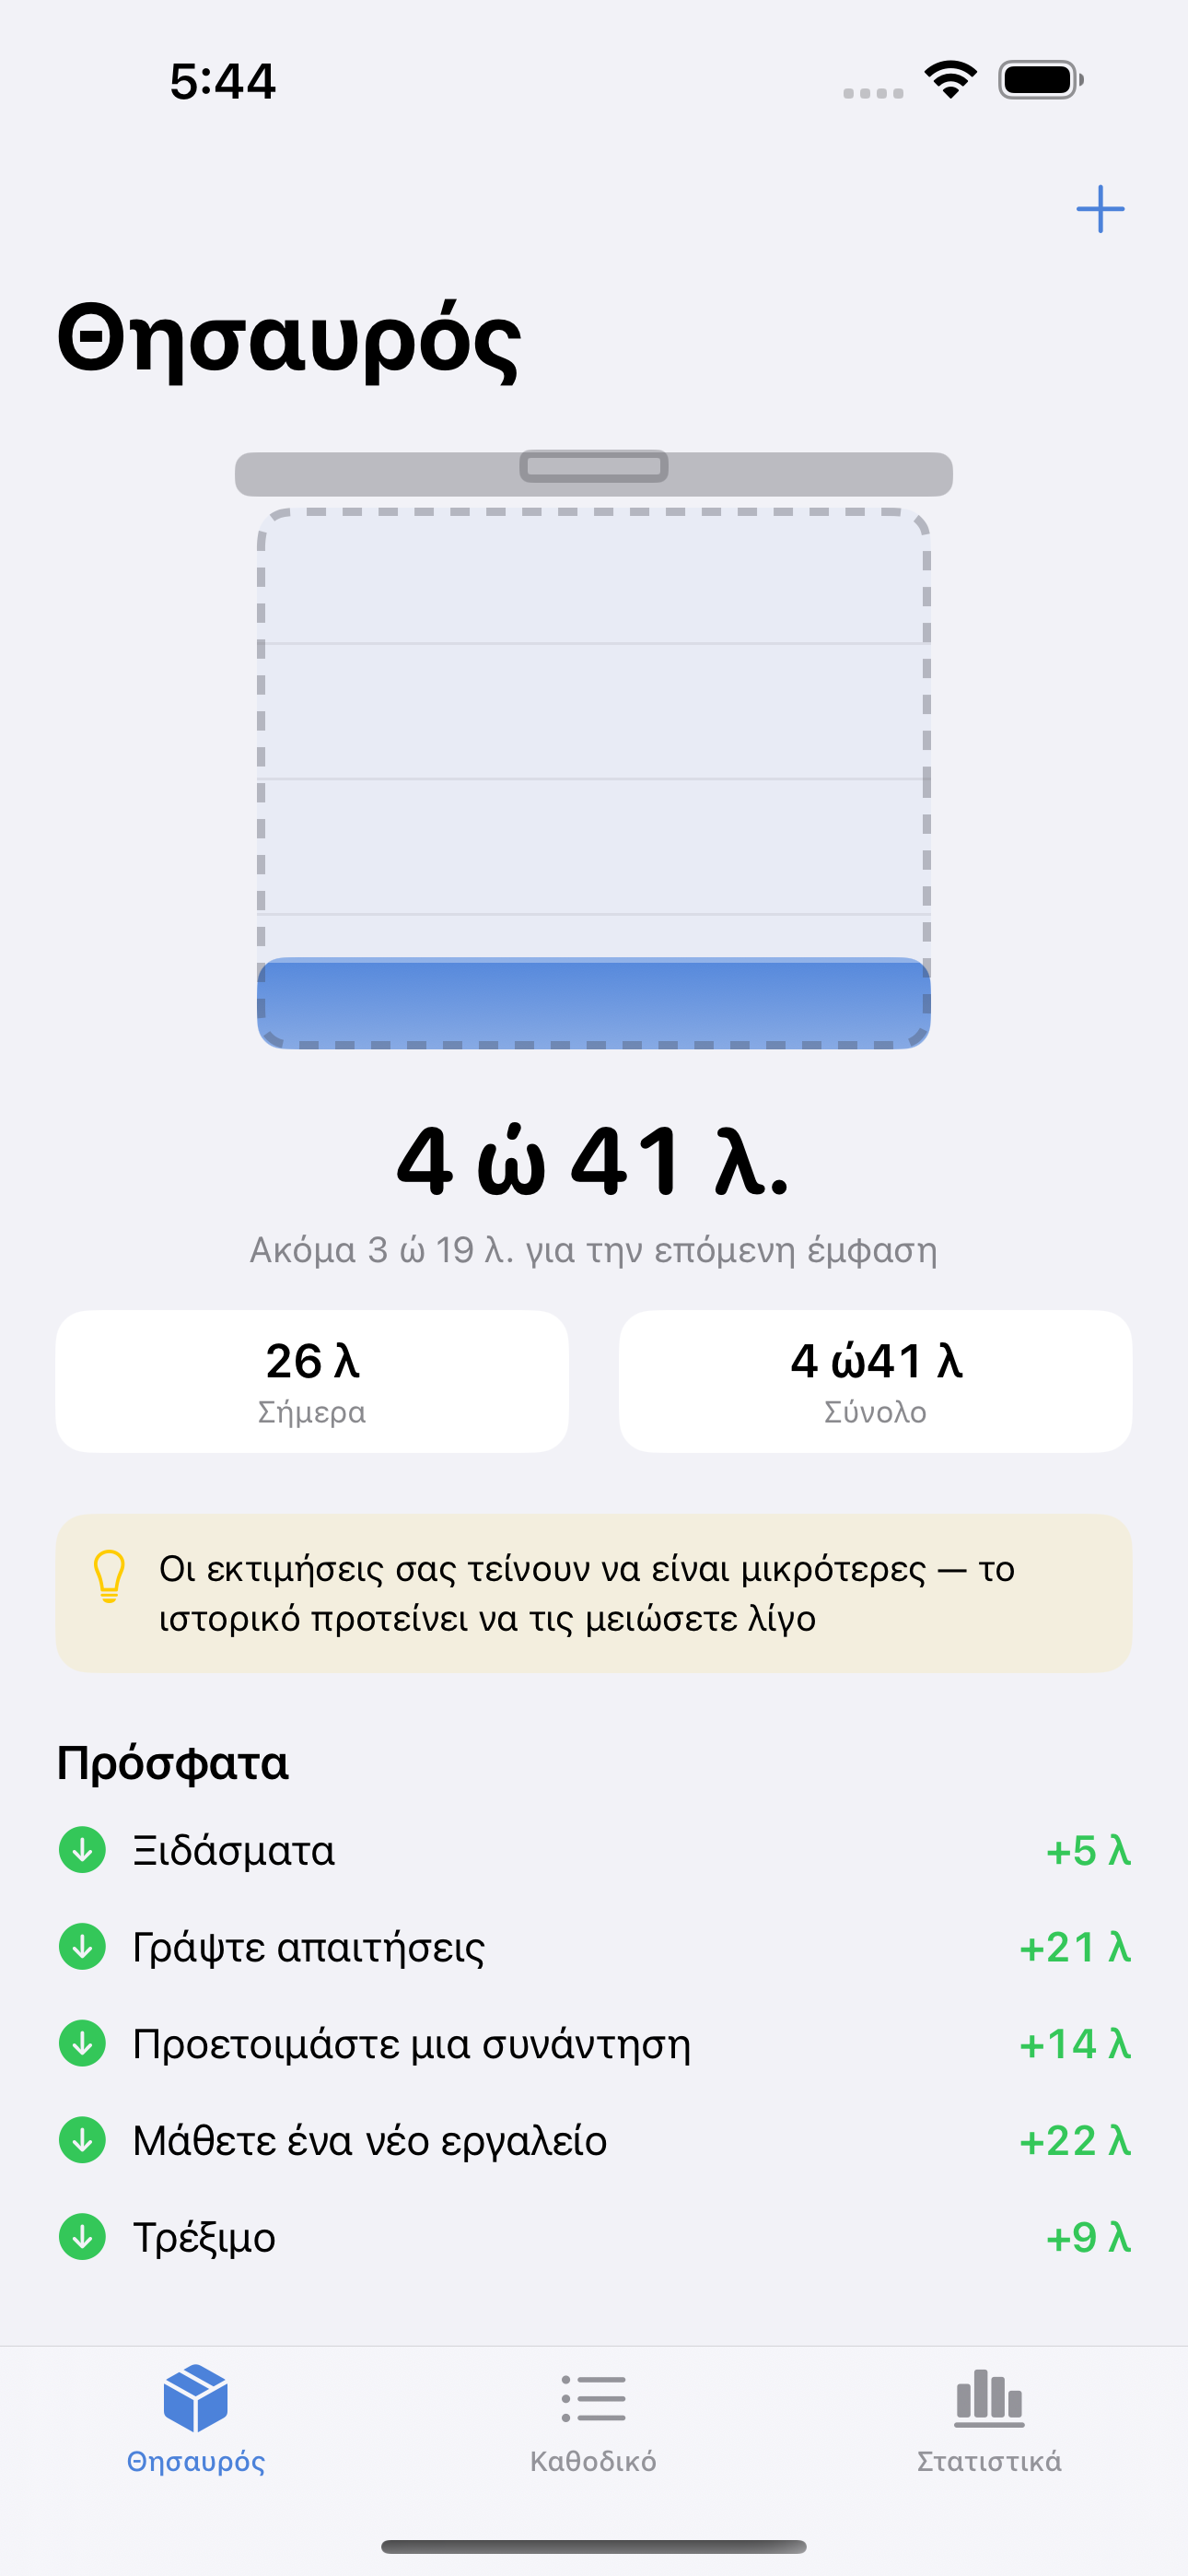 5:44
Θησαυρός
4 ώ 41 λ.
Ακόμα 3 ώ 19 λ. για την επόμενη έμφαση
26 λ
Σήμερα
4 ώ41 λ
Σύνολο
Οι εκτιμήσεις σας τείνουν να είναι μικρότερες — το
ιστορικό προτείνει να τις μειώσετε λίγο
Πρόσφατα
Ξιδάσματα
+5 λ
Γράψτε απαιτήσεις
+21 λ
Προετοιμάστε μια συνάντηση
+14 λ
Μάθετε ένα νέο εργαλείο
+22 λ
Τρέξιμο
+9 λ
Θησαυρός
Καθοδικό
Στατιστικά